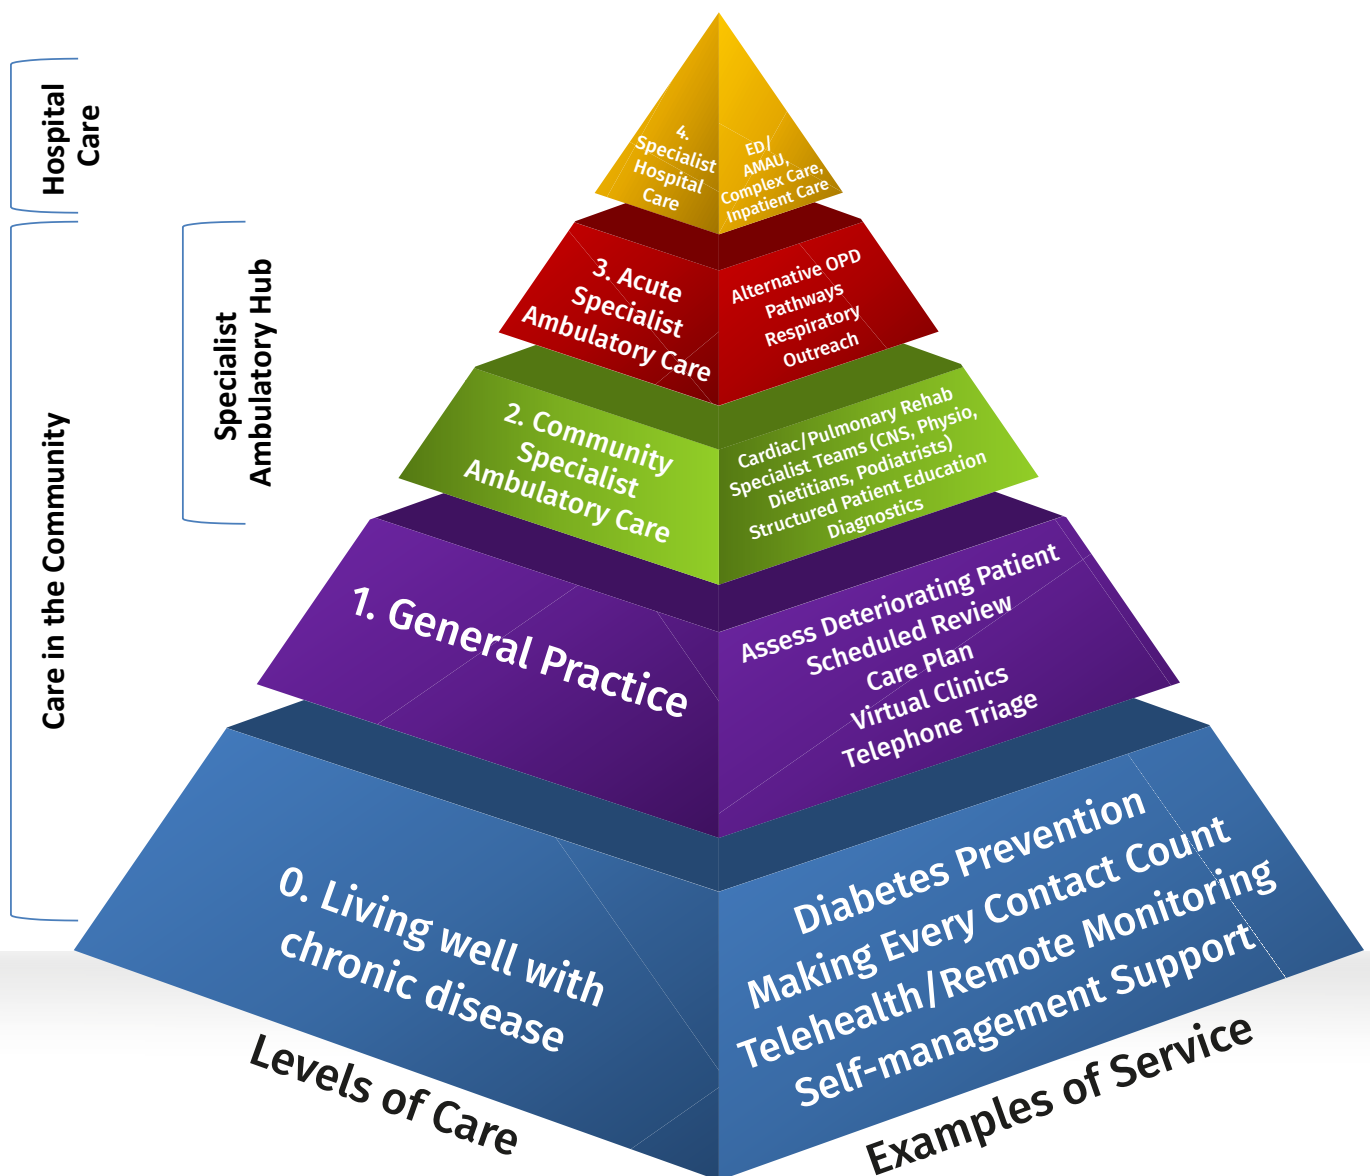 Hospital
Care
Specialist
Ambulatory Hub
Care in the Community
4.
Specialist
Hospital
Care
ED/
AMAU,
Complex Care,
Inpatient Care
3. Acute
Specialist
Ambulatory Care
Alternative OPD
Pathways
Respiratory
Outreach
2. Community
Specialist
Ambulatory Care
Cardiac/Pulmonary Rehab
Specialist Teams (CNS, Physio,
Dietitians, Podiatrists)
Structured Patient Education
Diagnostics
1. General Practice
Assess Deteriorating Patient
Scheduled Review
Care Plan
Virtual Clinics
Telephone Triage
0. Living well with
chronic disease
Diabetes Prevention
Making Every Contact Count
Telehealth/Remote Monitoring
Self-management Support
Levels of Care
Examples of Service